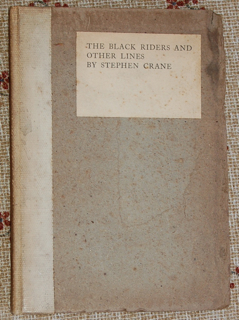 THE BLACK RIDERS AND
OTHER LINES
BY STEPHEN CRANE